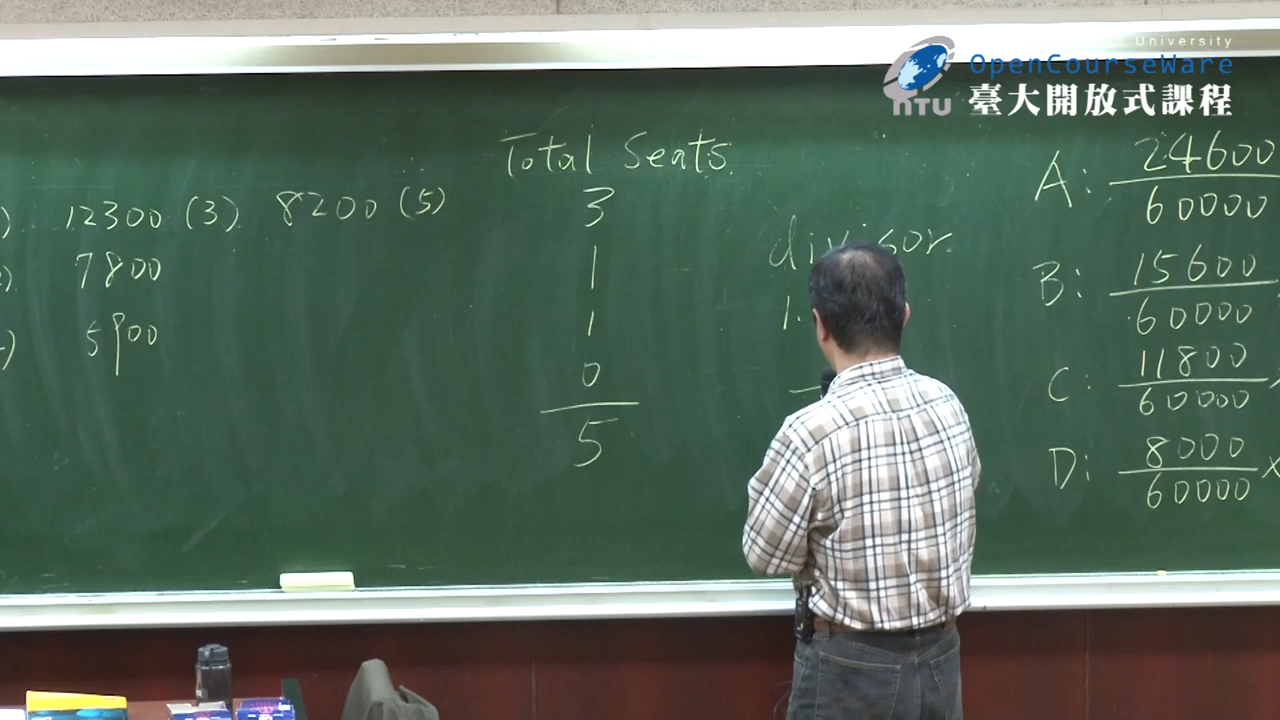 University
OpenCourseWare
NTU 臺大開放式課程
Total Seats
) 12300 (3) 8200 (5)
7800
5900
3
1
1
0
5
divisor
1.
A: 24600
60000
B: 15600
60000
C: 11800
60000
D: 8000 ×
60000